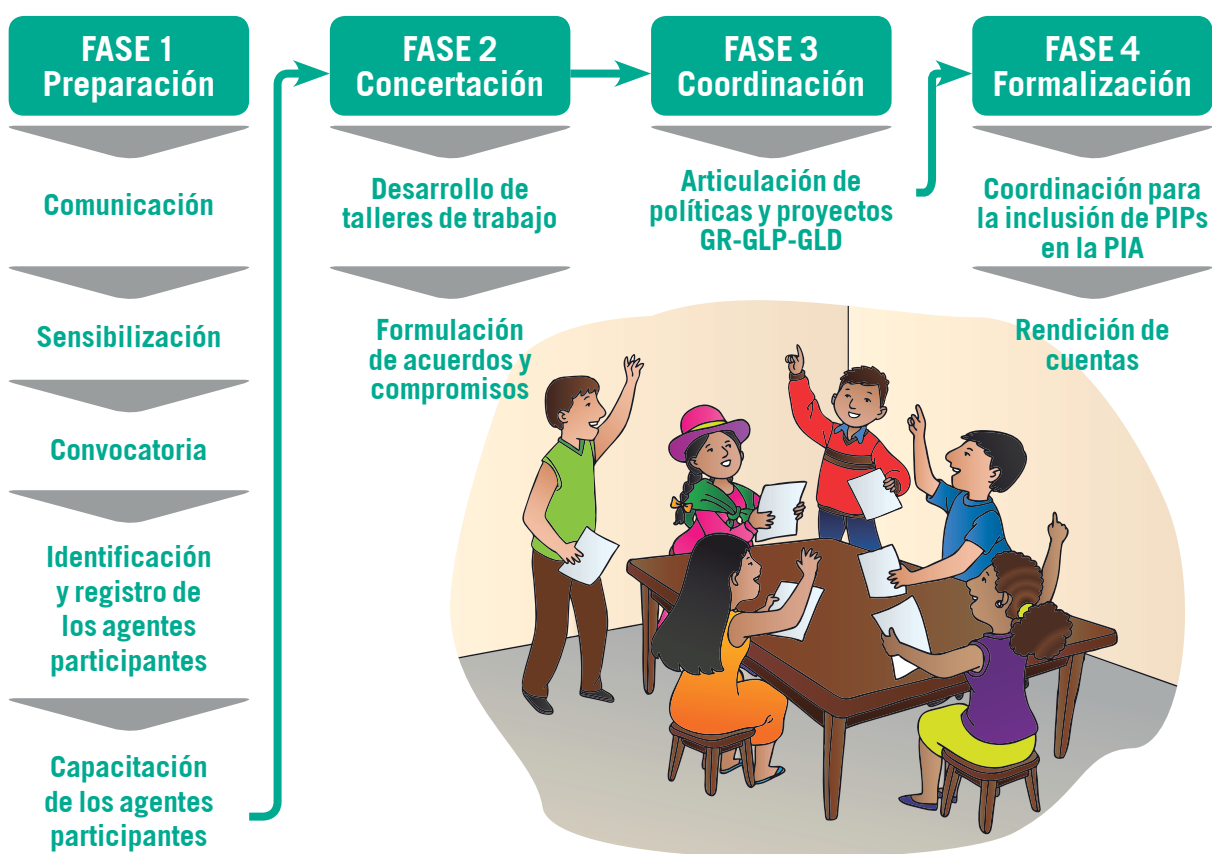 FASE 1
Preparación
Comunicación
Sensibilización
Convocatoria
Identificación
y registro de
los agentes
participantes
Capacitación
de los agentes
participantes
FASE 2
Concertación
Desarrollo de
talleres de trabajo
Formulación
de acuerdos y
compromisos
FASE 3
Coordinación
Articulación de
políticas y proyectos
GR-GLP-GLD
FASE 4
Formalización
Coordinación para
la inclusión de PIPs
en la PIA
Rendición de
cuentas